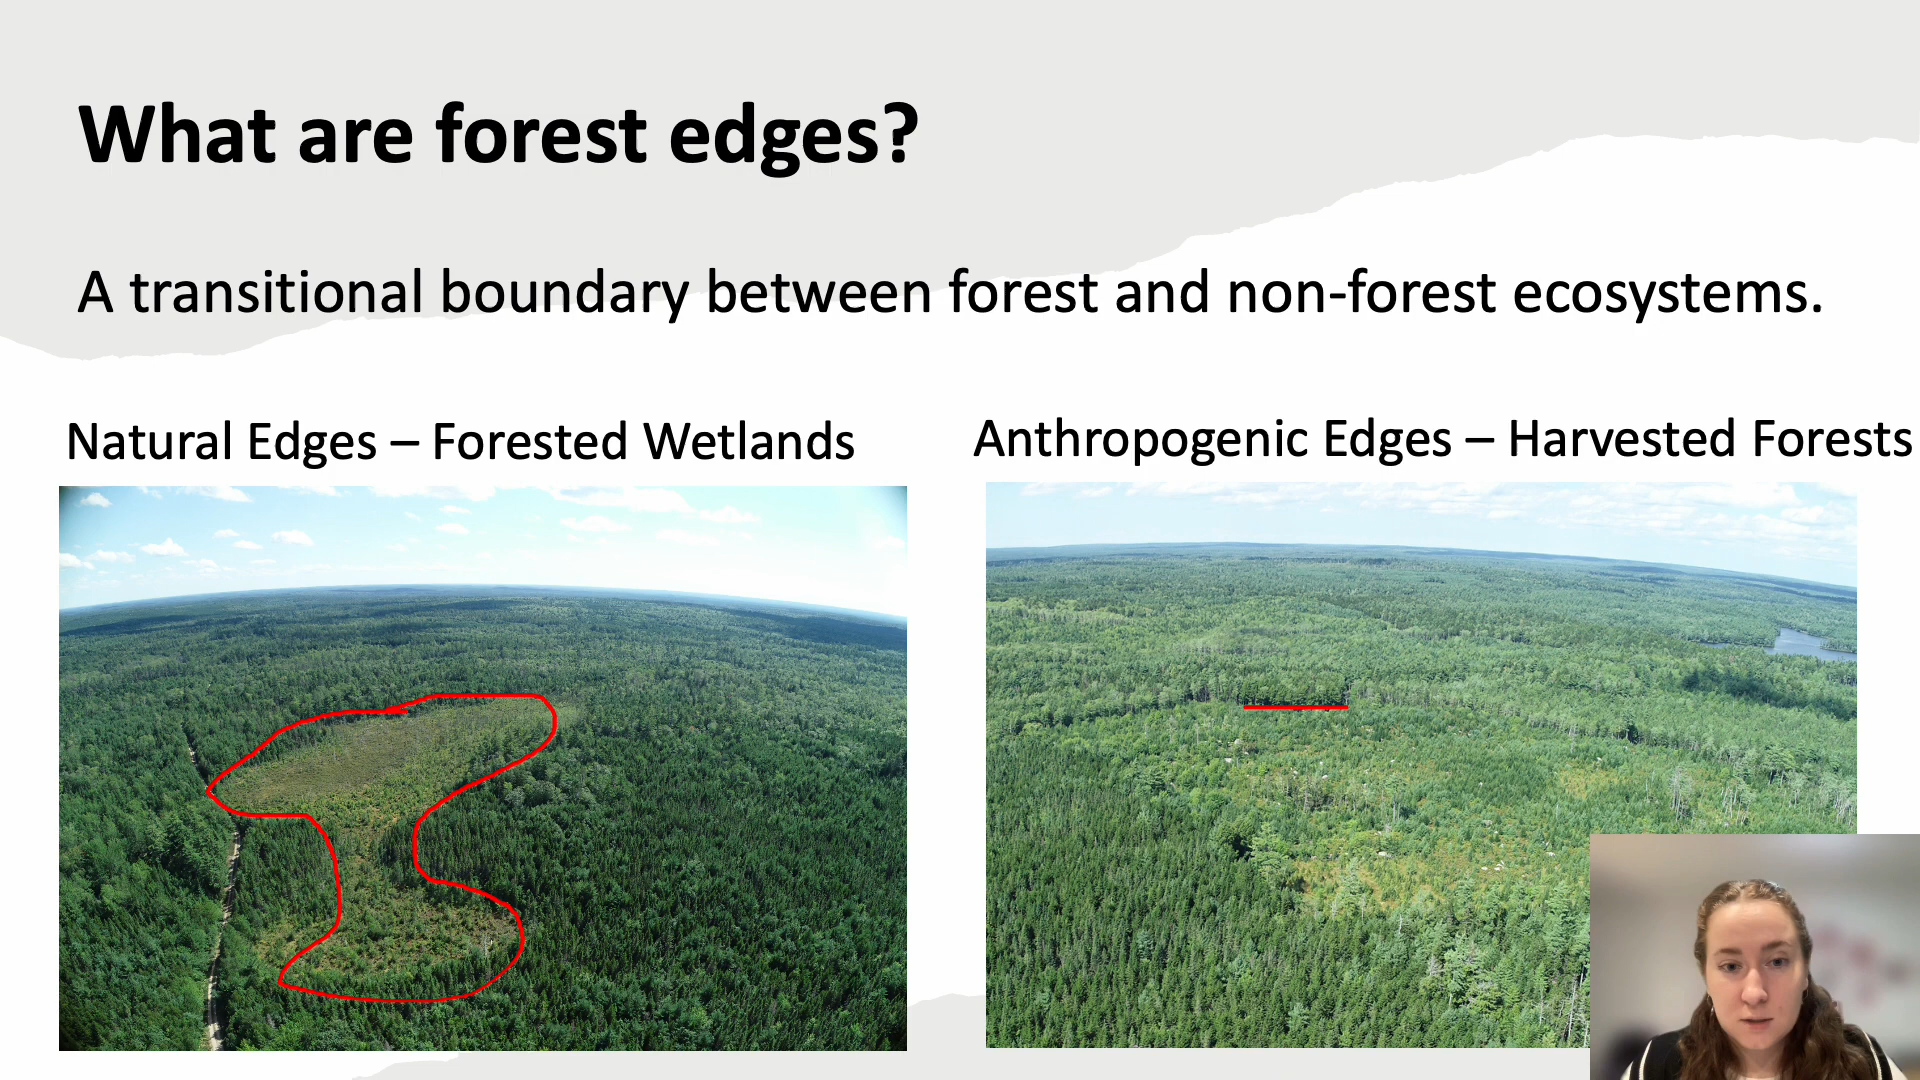 What are forest edges?
A transitional boundary between forest and non-forest ecosystems.
Natural Edges – Forested Wetlands
Anthropogenic Edges – Harvested Forests